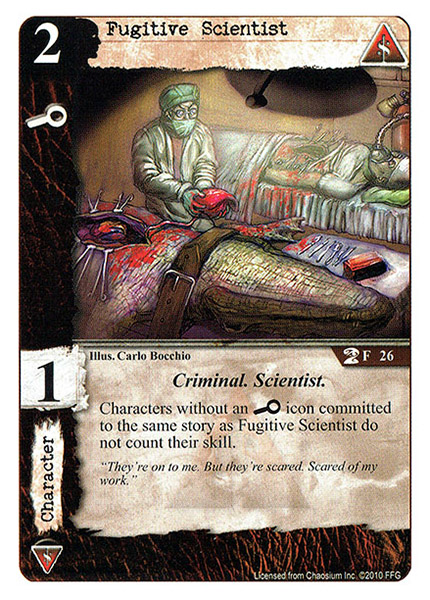 2
Fugitive Scientist
Illus. Carlo Bocchio
F 26
1
Character
Criminal. Scientist.
Characters without an icon committed
to the same story as Fugitive Scientist do
not count their skill.
"They're on to me. But they're scared. Scared of my
work."
Licensed from Chaosium Inc. ©2010 FFG